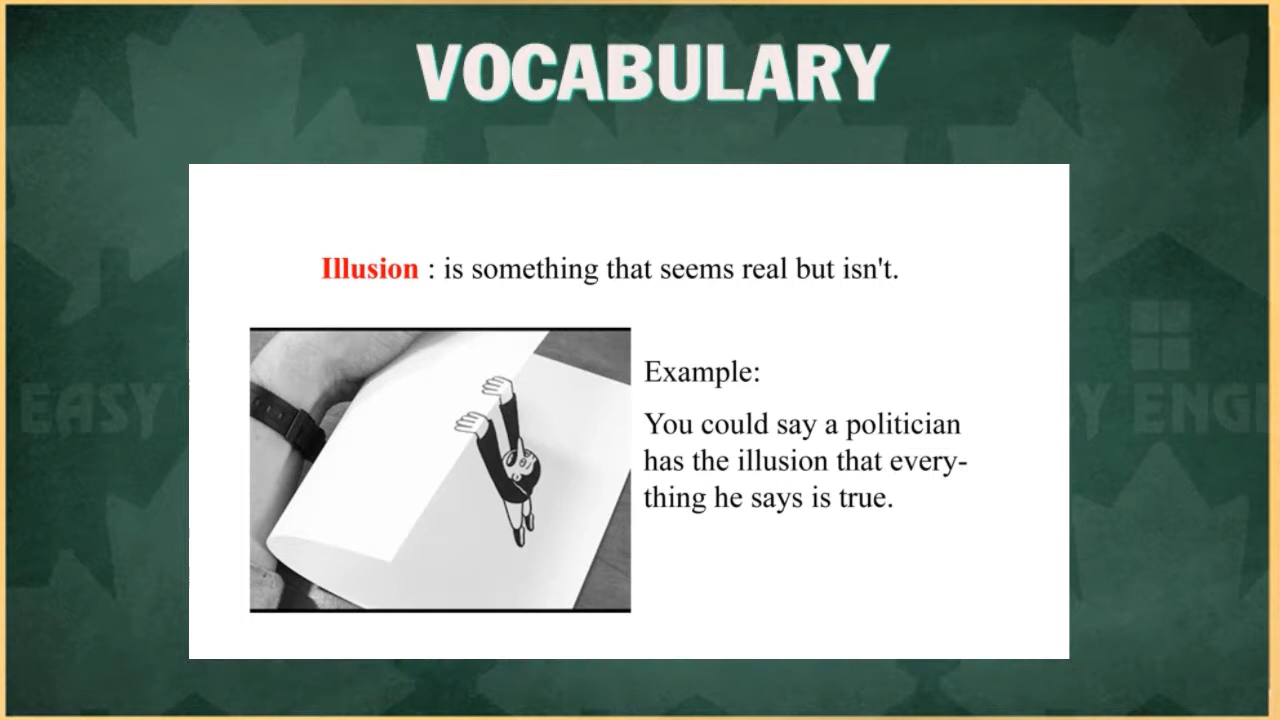 VOCABULARY
Illusion : is something that seems real but isn't.
Example:
You could say a politician
has the illusion that every-
thing he says is true.
EASY